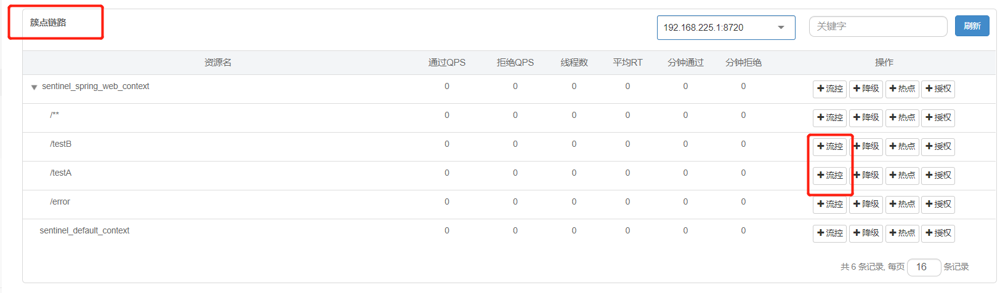 簇点链路
192.168.225.1:8720 关键字 刷新
资源名 通过QPS 拒绝QPS 线程数 平均RT 分钟通过 分钟拒绝 操作
sentinel_spring_web_context 0 0 0 0 0 0 流控 降级 热点 授权
/** 0 0 0 0 0 0 流控 降级 热点 授权
/testB 0 0 0 0 0 0 流控 降级 热点 授权
/testA 0 0 0 0 0 0 流控 降级 热点 授权
/error 0 0 0 0 0 0 流控 降级 热点 授权
sentinel_default_context 0 0 0 0 0 0 流控 降级 热点 授权
共 6 条记录, 每页 16 条记录